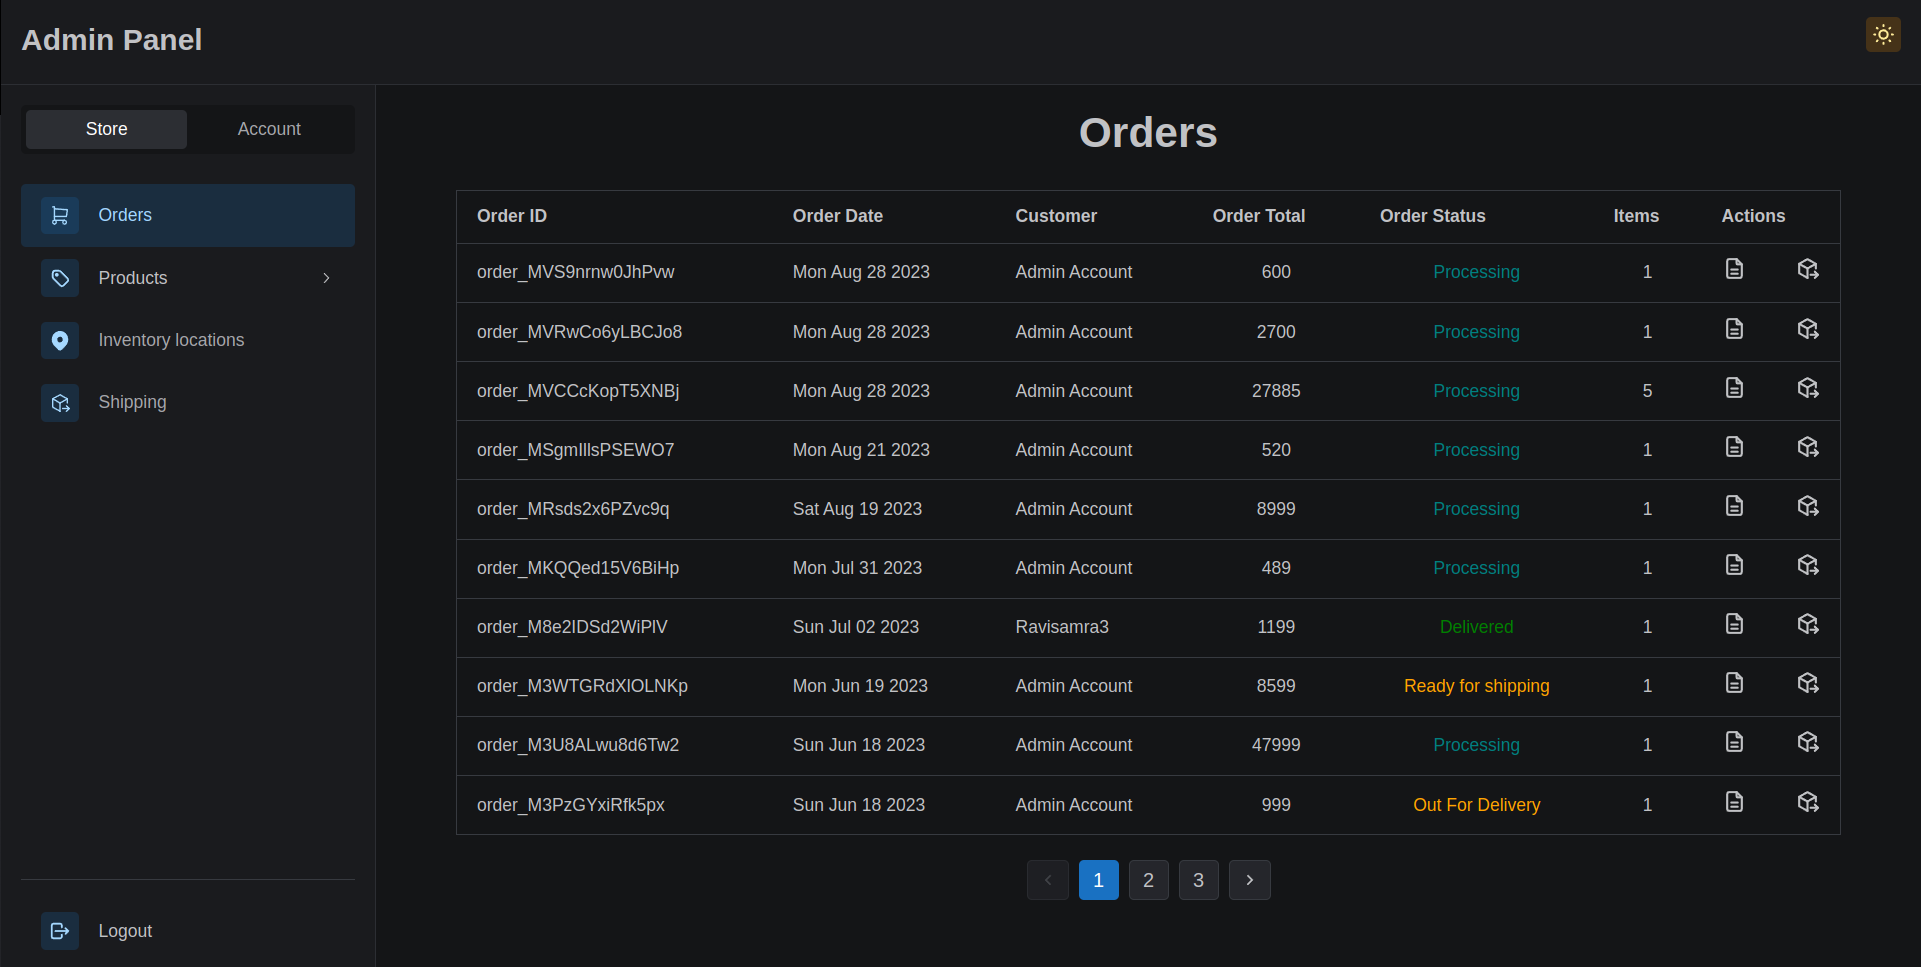 Admin Panel
Store Account
Orders
Products
Inventory locations
Shipping
Logout
Orders
Order ID Order Date Customer Order Total Order Status Items Actions
order_MVS9nrnw0JhPvw Mon Aug 28 2023 Admin Account 600 Processing 1
order_MVRwCo6yLBCJo8 Mon Aug 28 2023 Admin Account 2700 Processing 1
order_MVCCcKopT5XNBj Mon Aug 28 2023 Admin Account 27885 Processing 5
order_MSgmIllsPSEWO7 Mon Aug 21 2023 Admin Account 520 Processing 1
order_MRsds2x6PZvc9q Sat Aug 19 2023 Admin Account 8999 Processing 1
order_MKQQed15V6BiHp Mon Jul 31 2023 Admin Account 489 Processing 1
order_M8e2IDSd2WiPlV Sun Jul 02 2023 Ravisamra3 1199 Delivered 1
order_M3WTGRdXlOLNKp Mon Jun 19 2023 Admin Account 8599 Ready for shipping 1
order_M3U8ALwu8d6Tw2 Sun Jun 18 2023 Admin Account 47999 Processing 1
order_M3PzGYxiRfk5px Sun Jun 18 2023 Admin Account 999 Out For Delivery 1
1 2 3